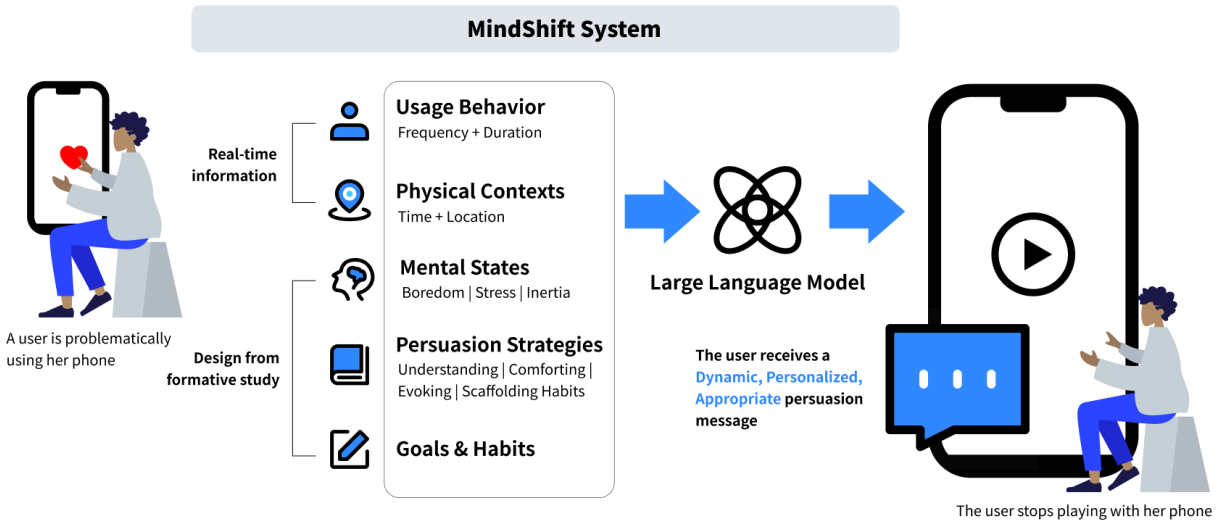 MindShift System
A user is problematically
using her phone
Real-time
information
Design from
formative study
Usage Behavior
Frequency + Duration
Physical Contexts
Time + Location
Mental States
Boredom | Stress | Inertia
Persuasion Strategies
Understanding | Comforting |
Evoking | Scaffolding Habits
Goals & Habits
Large Language Model
The user receives a
Dynamic, Personalized,
Appropriate persuasion
message
The user stops playing with her phone